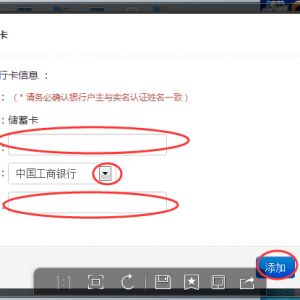 卡
行卡信息 ：
： （ * 请务必确认银行户主与实名认证姓名一致 ）
： 储蓄卡
：
： 中国工商银行
：
添加
1:1